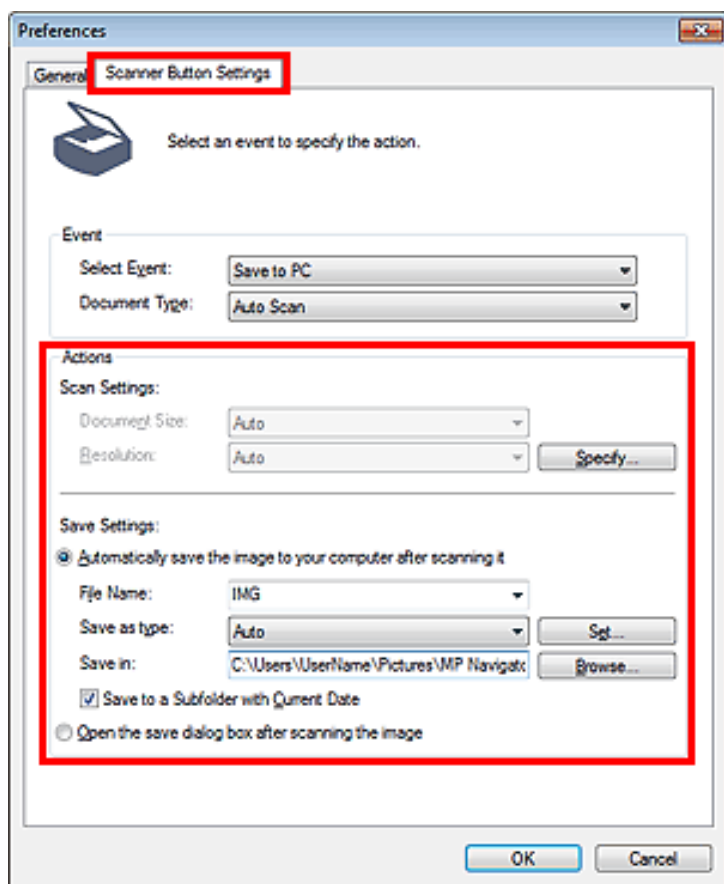 Preferences
General Scanner Button Settings
Select an event to specify the action.
Event
Select Event: Save to PC
Document Type: Auto Scan
Actions
Scan Settings:
Document Size: Auto
Resolution: Auto Specify...
Save Settings:
Automatically save the image to your computer after scanning it
File Name: IMG
Save as type: Auto Set...
Save in: C:\Users\UserName\Pictures\MP Navigato Browse...
Save to a Subfolder with Current Date
Open the save dialog box after scanning the image
OK Cancel